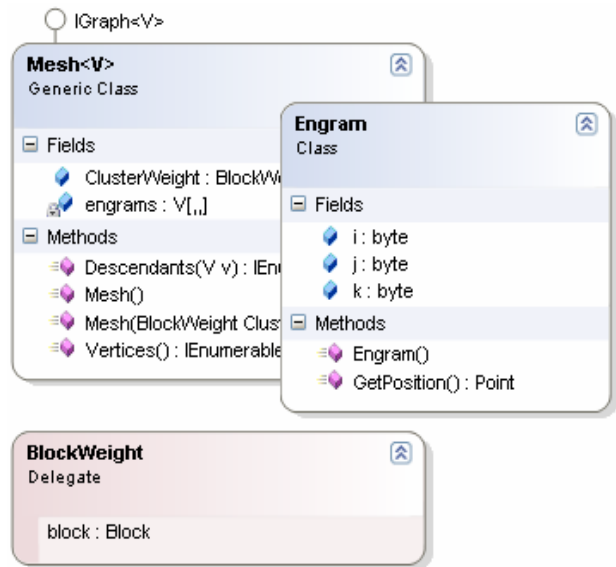 IGraph<V>
Mesh<V>
Generic Class
Fields
ClusterWeight : BlockWe
engrams : V[,,]
Methods
Descendants(V v) : IEnu
Mesh()
Mesh(BlockWeight Clus
Vertices() : IEnumerable
Engram
Class
Fields
i : byte
j : byte
k : byte
Methods
Engram()
GetPosition() : Point
BlockWeight
Delegate
block : Block